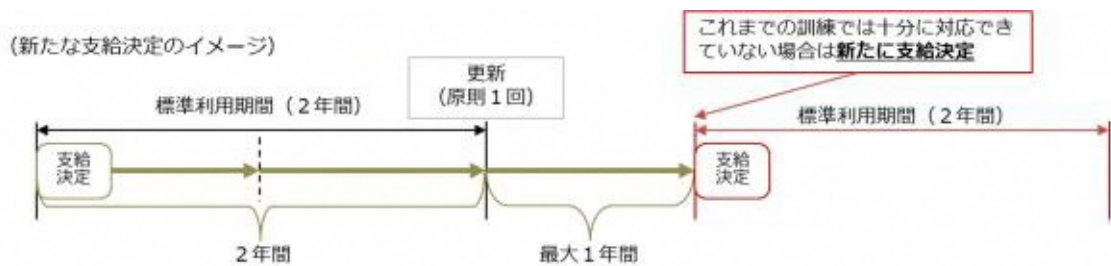 (新たな支給決定のイメージ)
これまでの訓練では十分に対応でき
ていない場合は新たに支給決定
更新
(原則1回)
標準利用期間(2年間)
標準利用期間(2年間)
支給
決定
支給
決定
2年間
最大1年間